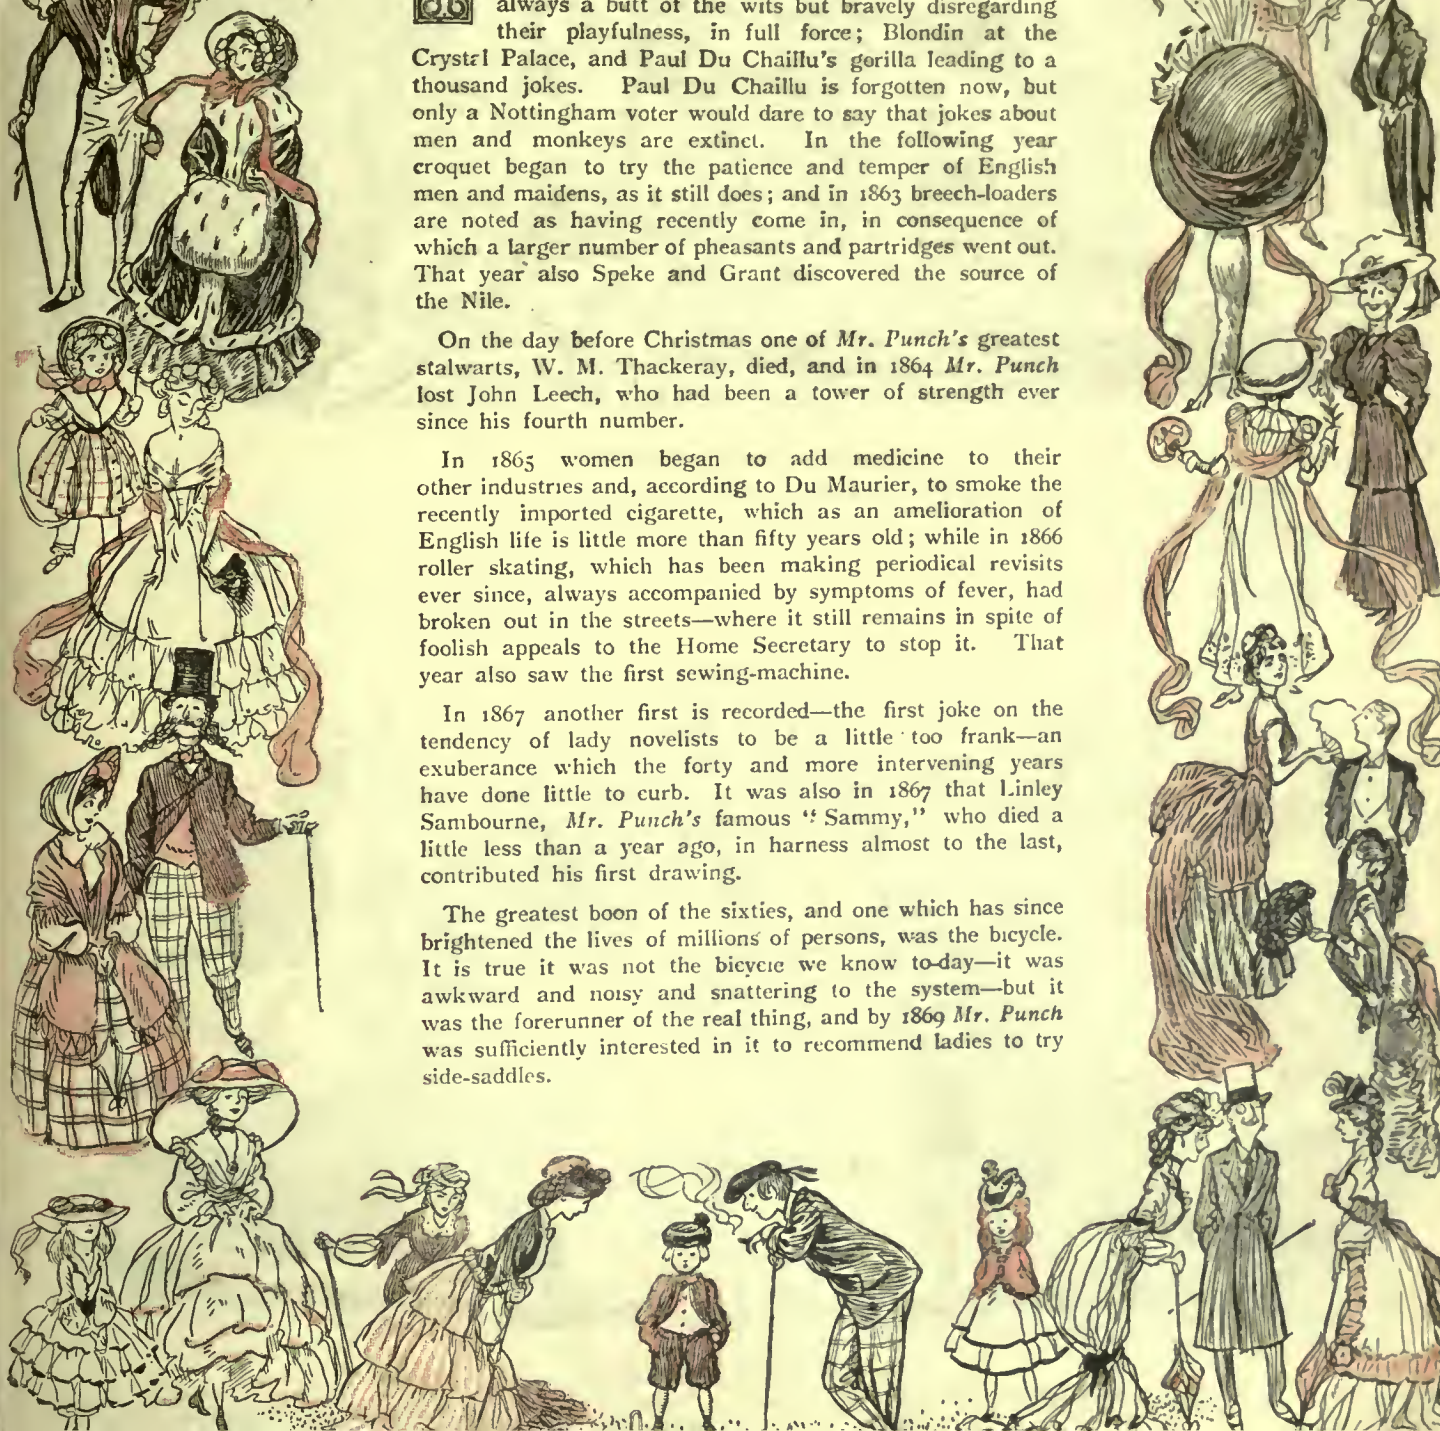 always a butt of the wits but bravely disregarding
their playfulness, in full force; Blondin at the
Crystal Palace, and Paul Du Chaillu's gorilla leading to a
thousand jokes. Paul Du Chaillu is forgotten now, but
only a Nottingham voter would dare to say that jokes about
men and monkeys are extinct. In the following year
croquet began to try the patience and temper of English
men and maidens, as it still does; and in 1863 breech-loaders
are noted as having recently come in, in consequence of
which a larger number of pheasants and partridges went out.
That year also Speke and Grant discovered the source of
the Nile.
On the day before Christmas one of Mr. Punch's greatest
stalwarts, W. M. Thackeray, died, and in 1864 Mr. Punch
lost John Leech, who had been a tower of strength ever
since his fourth number.
In 1865 women began to add medicine to their
other industries and, according to Du Maurier, to smoke the
recently imported cigarette, which as an amelioration of
English life is little more than fifty years old; while in 1866
roller skating, which has been making periodical revisits
ever since, always accompanied by symptoms of fever, had
broken out in the streets—where it still remains in spite of
foolish appeals to the Home Secretary to stop it. That
year also saw the first sewing-machine.
In 1867 another first is recorded—the first joke on the
tendency of lady novelists to be a little too frank—an
exuberance which the forty and more intervening years
have done little to curb. It was also in 1867 that Linley
Sambourne, Mr. Punch's famous "Sammy," who died a
little less than a year ago, in harness almost to the last,
contributed his first drawing.
The greatest boon of the sixties, and one which has since
brightened the lives of millions of persons, was the bicycle.
It is true it was not the bicycle we know to-day—it was
awkward and noisy and snattering to the system—but it
was the forerunner of the real thing, and by 1869 Mr. Punch
was sufficiently interested in it to recommend ladies to try
side-saddles.